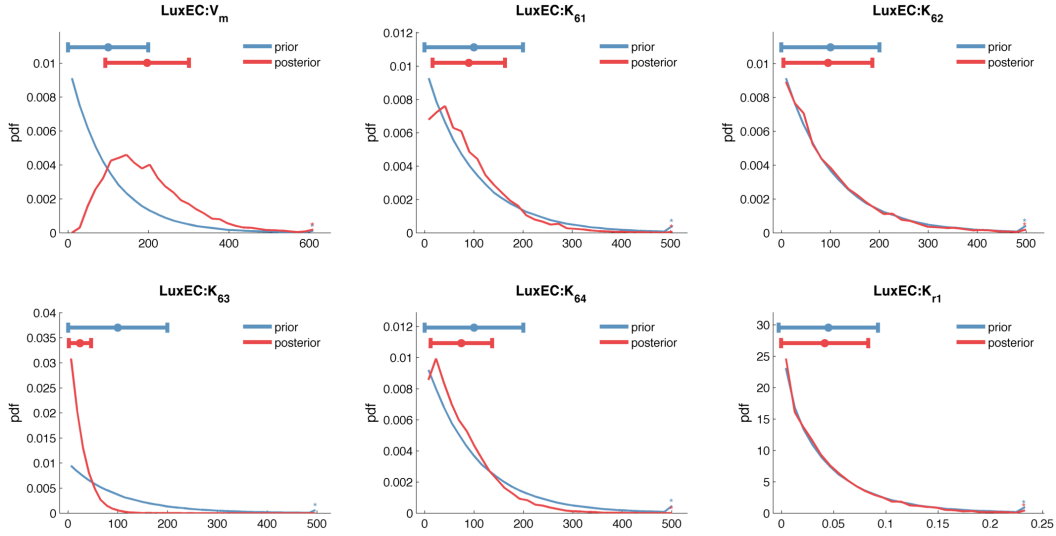 LuxEC:V_m
prior
posterior
pdf
0.01
0.008
0.006
0.004
0.002
0
0 200 400 600
*
LuxEC:K_61
prior
posterior
pdf
0.012
0.01
0.008
0.006
0.004
0.002
0
0 100 200 300 400 500
*
*
LuxEC:K_62
prior
posterior
pdf
0.01
0.008
0.006
0.004
0.002
0
0 100 200 300 400 500
*
*
LuxEC:K_63
prior
posterior
pdf
0.04
0.035
0.03
0.025
0.02
0.015
0.01
0.005
0
0 100 200 300 400 500
*
LuxEC:K_64
prior
posterior
pdf
0.012
0.01
0.008
0.006
0.004
0.002
0
0 100 200 300 400 500
*
LuxEC:K_r1
prior
posterior
pdf
30
25
20
15
10
5
0
0 0.05 0.1 0.15 0.2 0.25
*
*